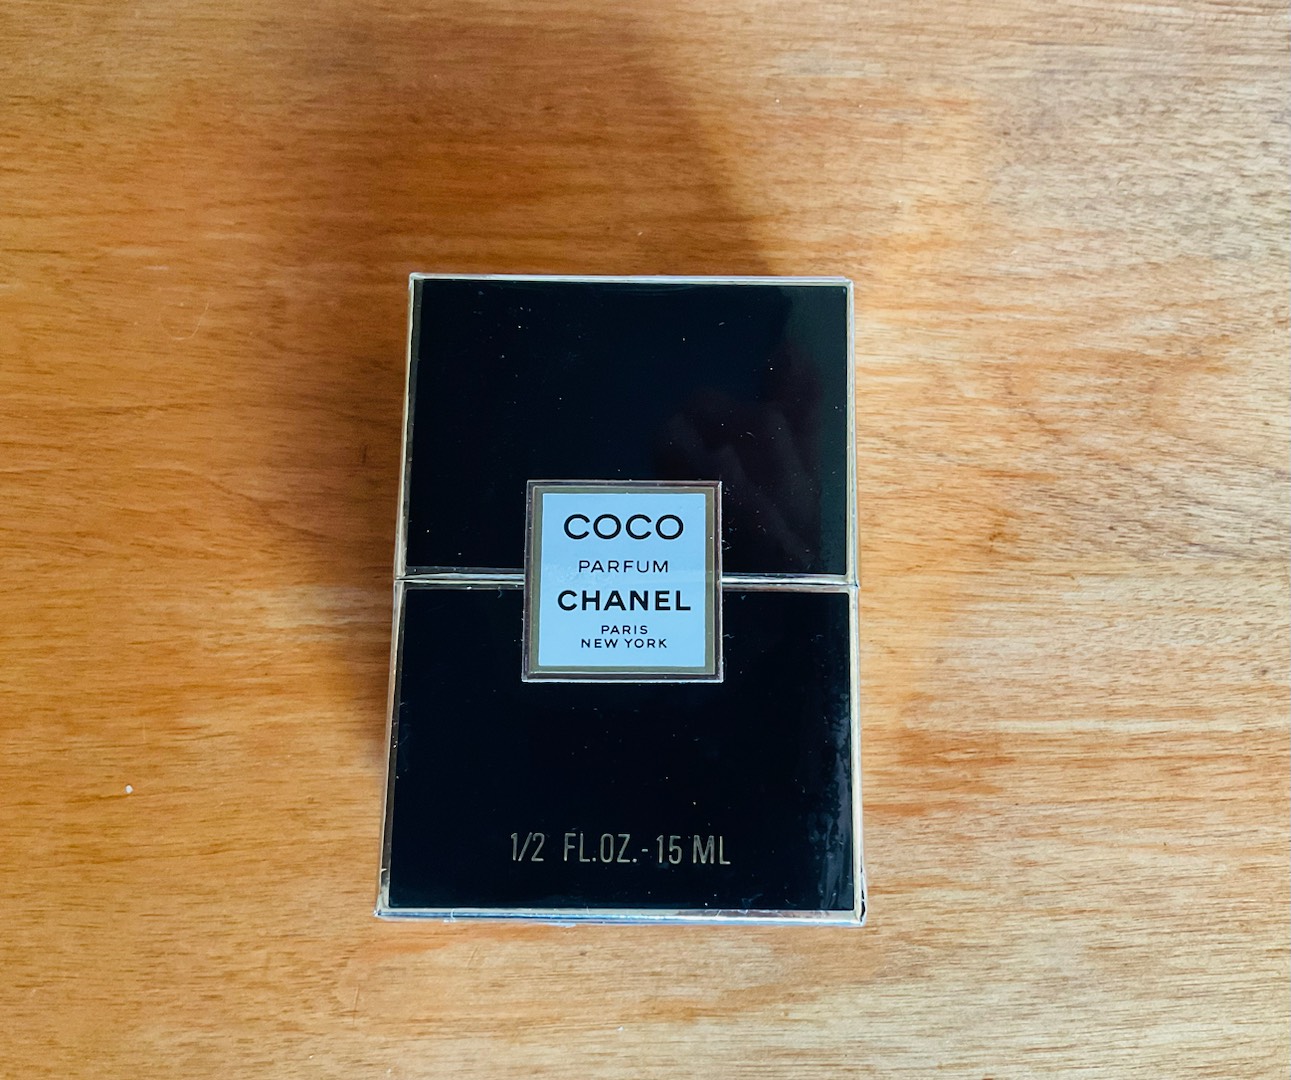 COCO
PARFUM
CHANEL
PARIS
NEW YORK
1/2 FL.OZ.-15 ML